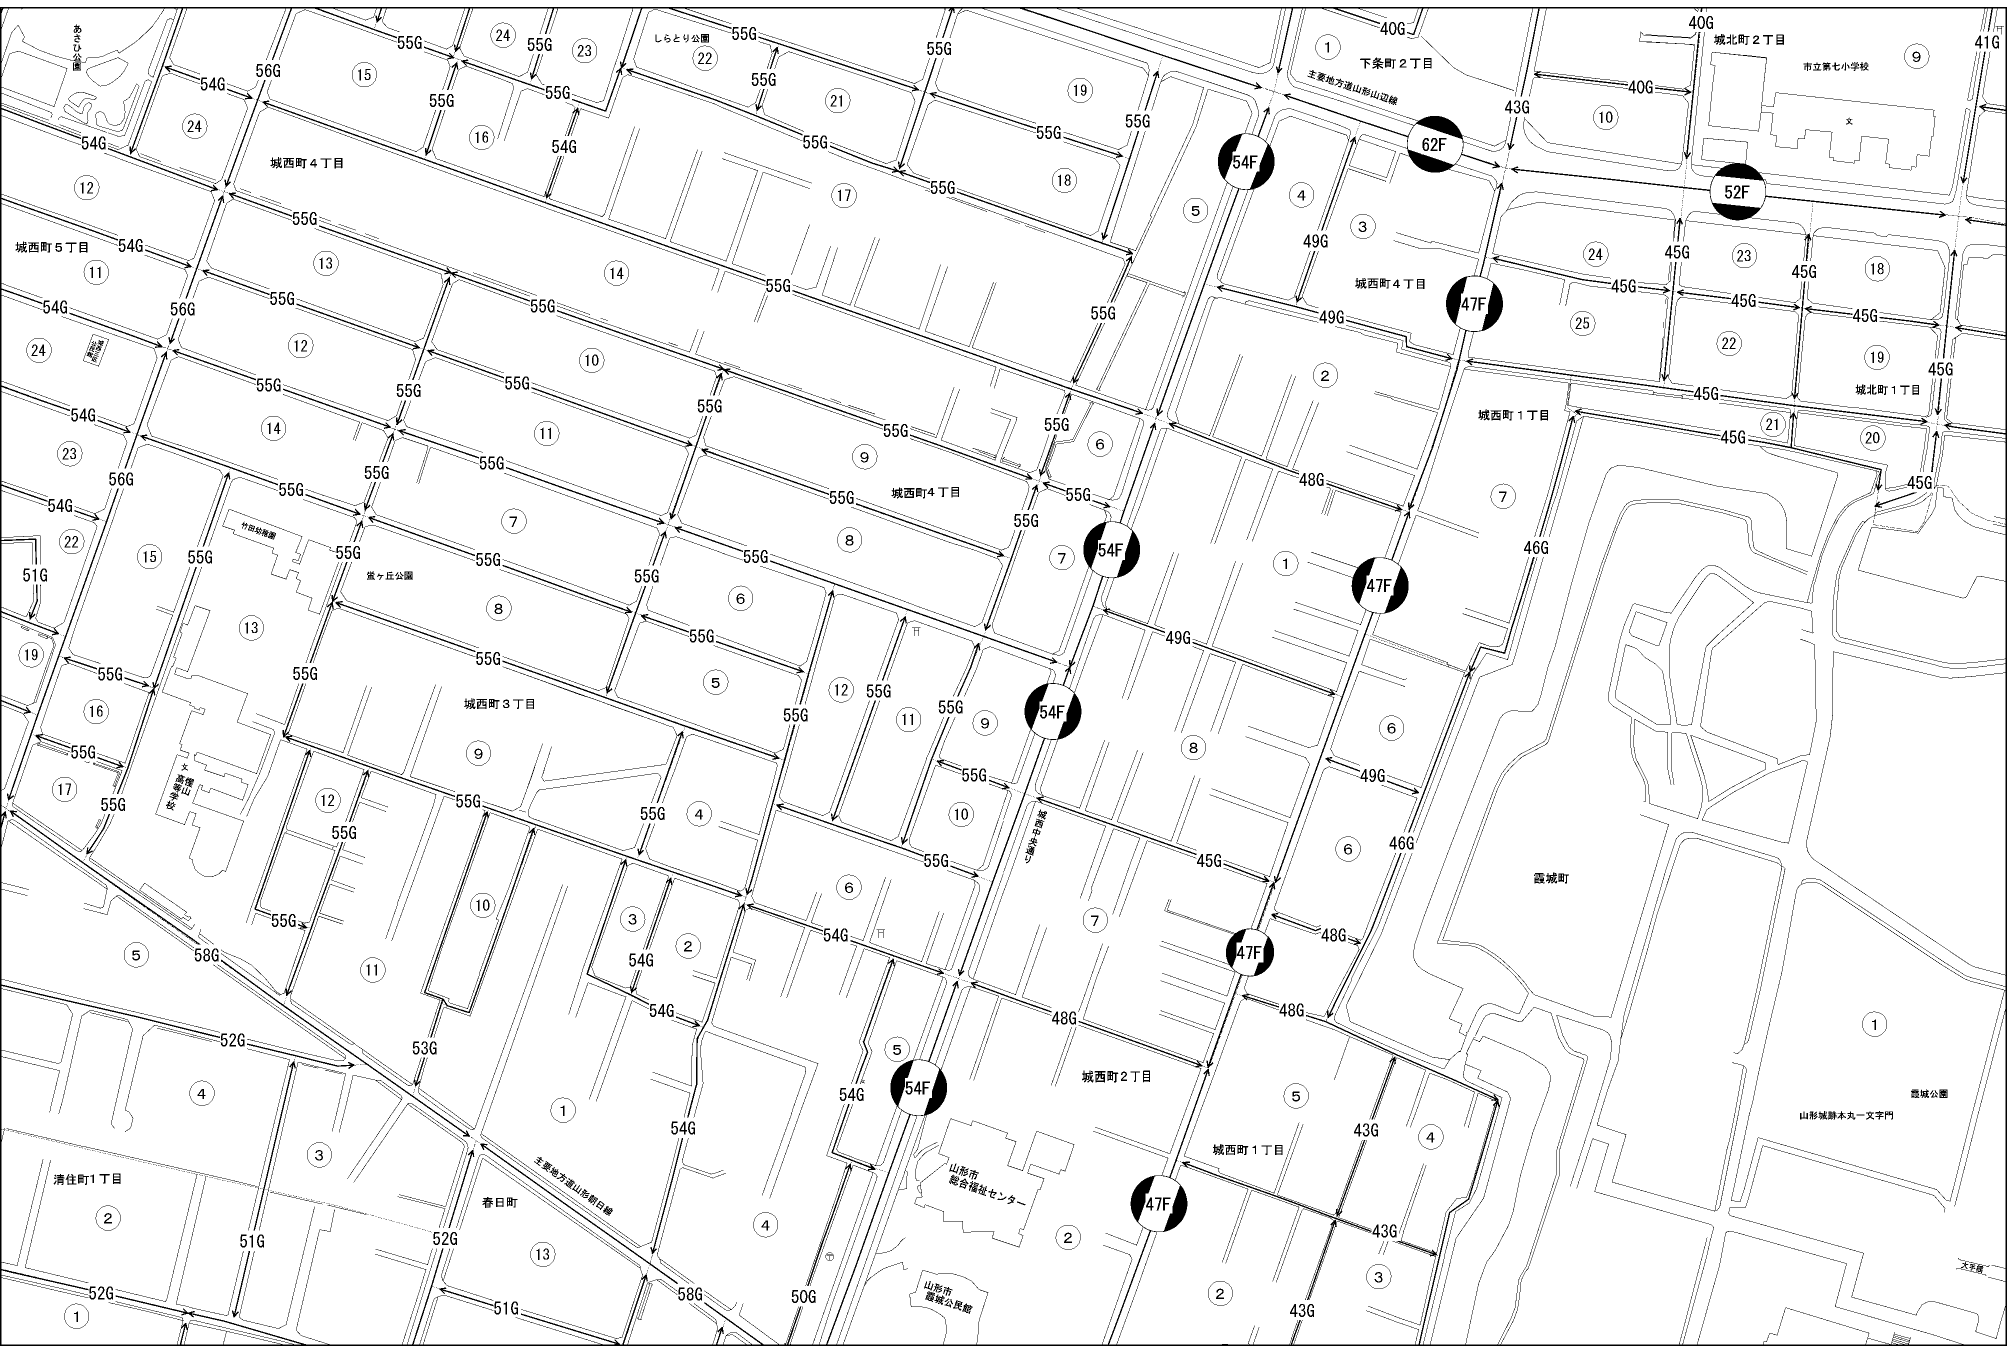 あさひ公園
24
55G
55G
23
しらとり公園
22
55G
55G
40G
1
下条町２丁目
主要地方道山形山辺線
40G
城北町２丁目
市立第七小学校
9
41G
文
54G
56G
15
55G
55G
55G
21
19
40G
10
43G
24
54G
16
54G
55G
55G
55G
54F
62F
52F
12
城西町４丁目
17
55G
18
5
4
3
49G
城西町５丁目
54G
11
55G
13
14
55G
城西町４丁目
24
45G
23
45G
18
54G
56G
55G
55G
55G
49G
47F
45G
45G
45G
24
12
10
2
25
22
19
45G
城北町１丁目
54G
55G
55G
55G
55G
45G
城西町１丁目
14
11
55G
6
45G
21
20
23
9
城西町４丁目
56G
55G
55G
55G
55G
55G
48G
7
45G
54G
22
15
竹田幼稚園
7
8
55G
51G
55G
55G
蛍ヶ丘公園
55G
55G
55G
7
54F
1
47F
46G
8
6
13
19
55G
55G
55G
55G
49G
16
55G
城西町３丁目
5
12
55G
11
55G
9
54F
6
55G
55G
8
17
文
山形県立霞城学園
高等学校
9
55G
49G
12
55G
55G
55G
4
10
城西中央通り
46G
6
55G
45G
霞城町
10
3
2
6
7
55G
54G
48G
5
58G
11
54G
47F
52G
54G
48G
48G
1
53G
5
4
54G
54F
城西町２丁目
5
霞城公園
山形城跡本丸一文字門
1
54G
43G
4
3
主要地方道山形朝日線
山形市
総合福祉センター
城西町１丁目
清住町１丁目
春日町
2
4
47F
51G
52G
13
2
43G
3
大手橋
52G
1
51G
58G
50G
山形市
霞城公民館
2
43G